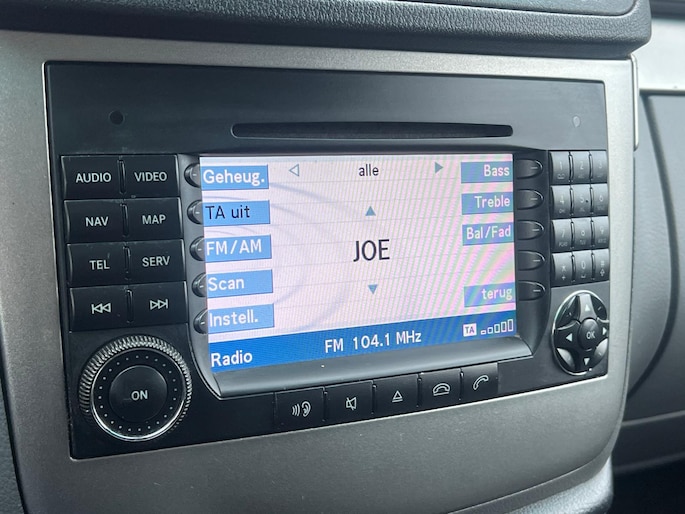 AUDIO VIDEO
NAV MAP
TEL SERV
ON
Geheug. alle Bass
TA uit Treble
FM/AM JOE Bal/Fad
Scan
Instell. terug
Radio FM 104.1 MHz TA
OK